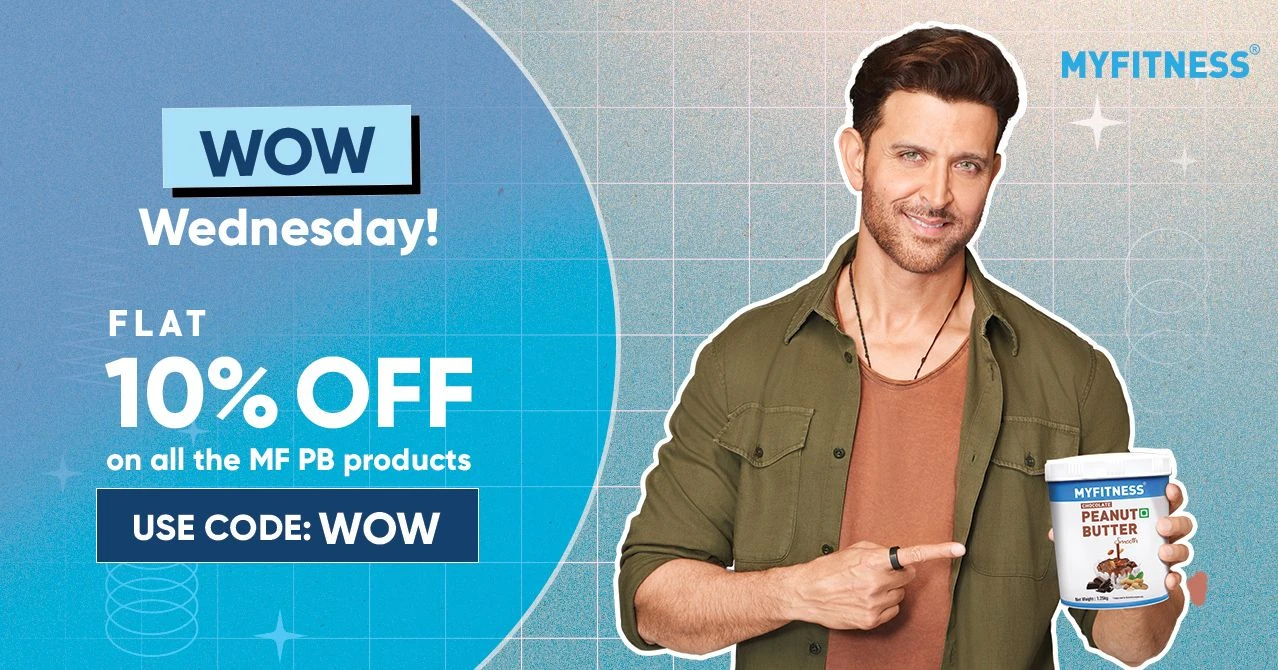 WOW
Wednesday!
FLAT
10% OFF
on all the MF PB products
USE CODE: WOW
MYFITNESS®
MYFITNESS®
CHOCOLATE
PEANUT
BUTTER
Smooth
Net Weight | 1.25kg